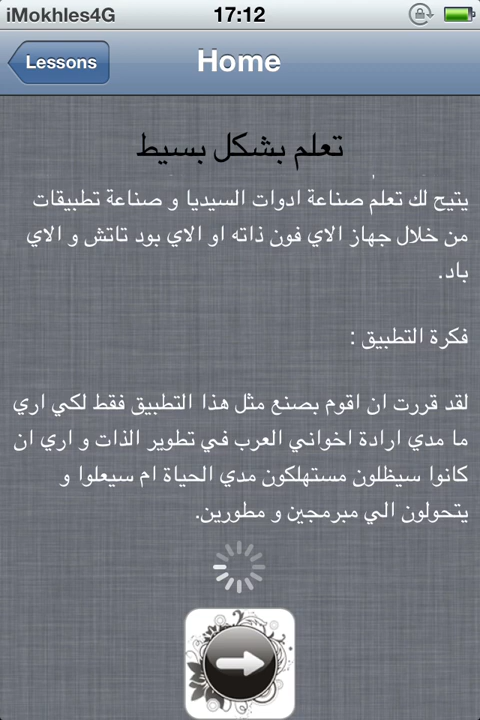 iMokhles4G
17:12
Lessons
Home
تعلم بشكل بسيط
يتيح لك تعلم صناعة ادوات السيديا و صناعة تطبيقات
من خلال جهاز الاي فون ذاته او الاي بود تاتش و الاي
باد.
فكرة التطبيق :
لقد قررت ان اقوم بصنع مثل هذا التطبيق فقط لكي اري
ما مدي ارادة اخواني العرب في تطوير الذات و اري ان
كانوا سيظلون مستهلكون مدي الحياة ام سيعلوا و
يتحولون الي مبرمجين و مطورين.